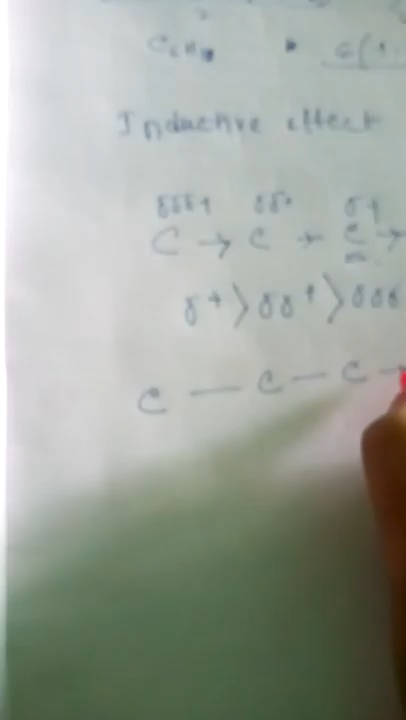 Inductive effect
δδδ+ δδ+ δ+
C → C → C →
δ+ > δδ+ > δδδ
C — C — C —